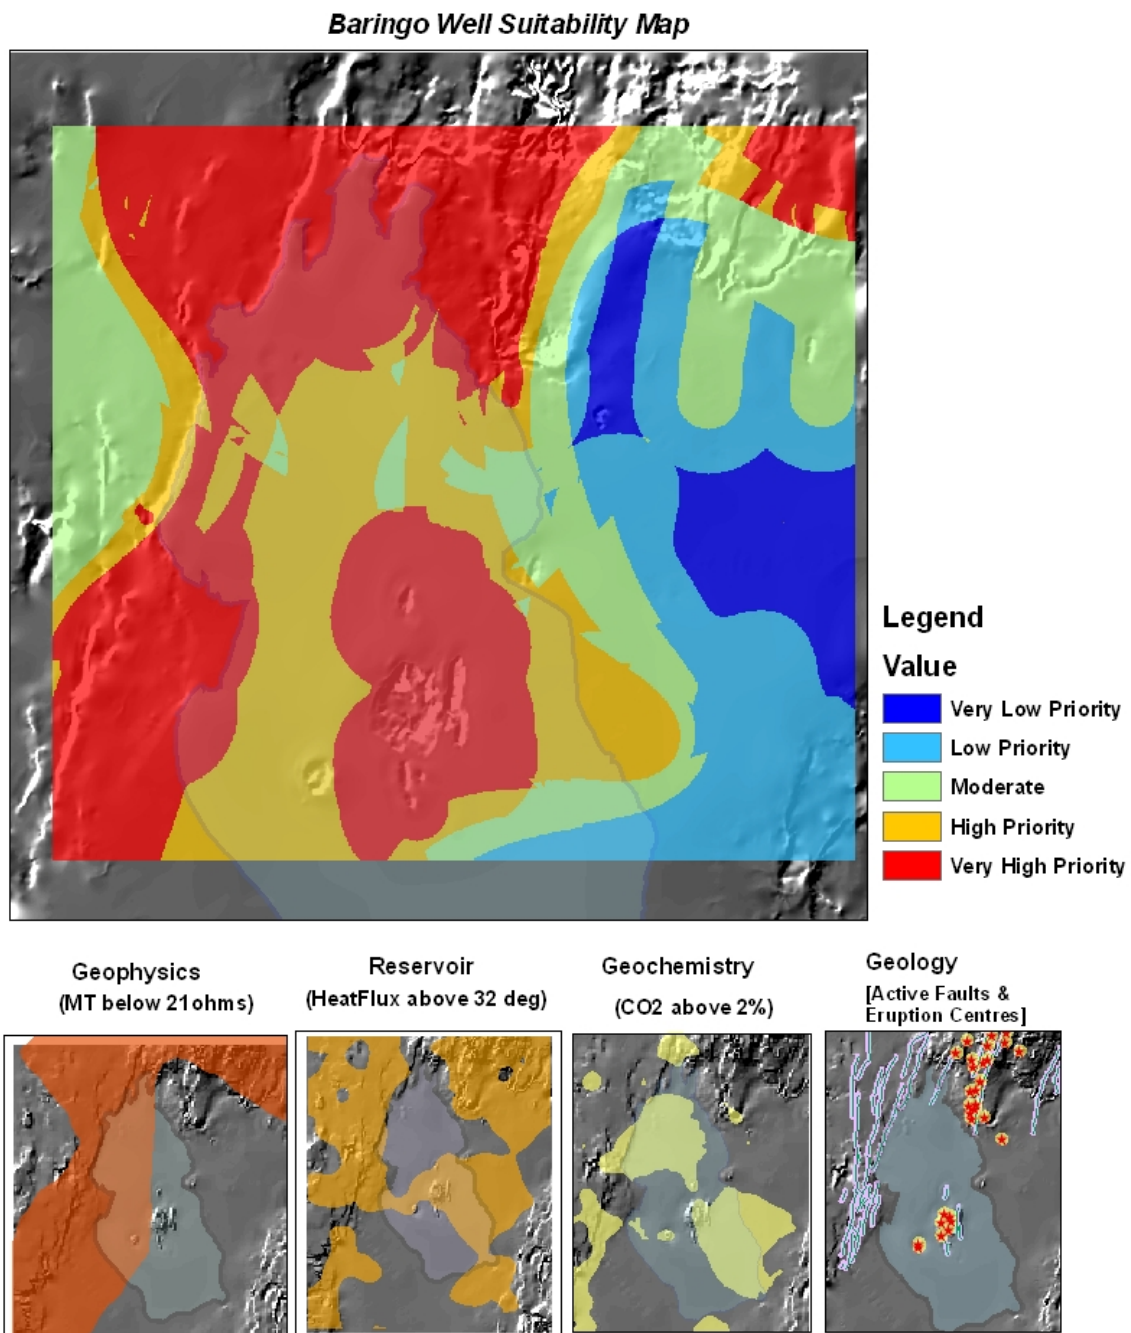 Baringo Well Suitability Map
Legend
Value
Very Low Priority
Low Priority
Moderate
High Priority
Very High Priority
Geophysics
(MT below 21ohms)
Reservoir
(HeatFlux above 32 deg)
Geochemistry
(CO2 above 2%)
Geology
[Active Faults &
Eruption Centres]